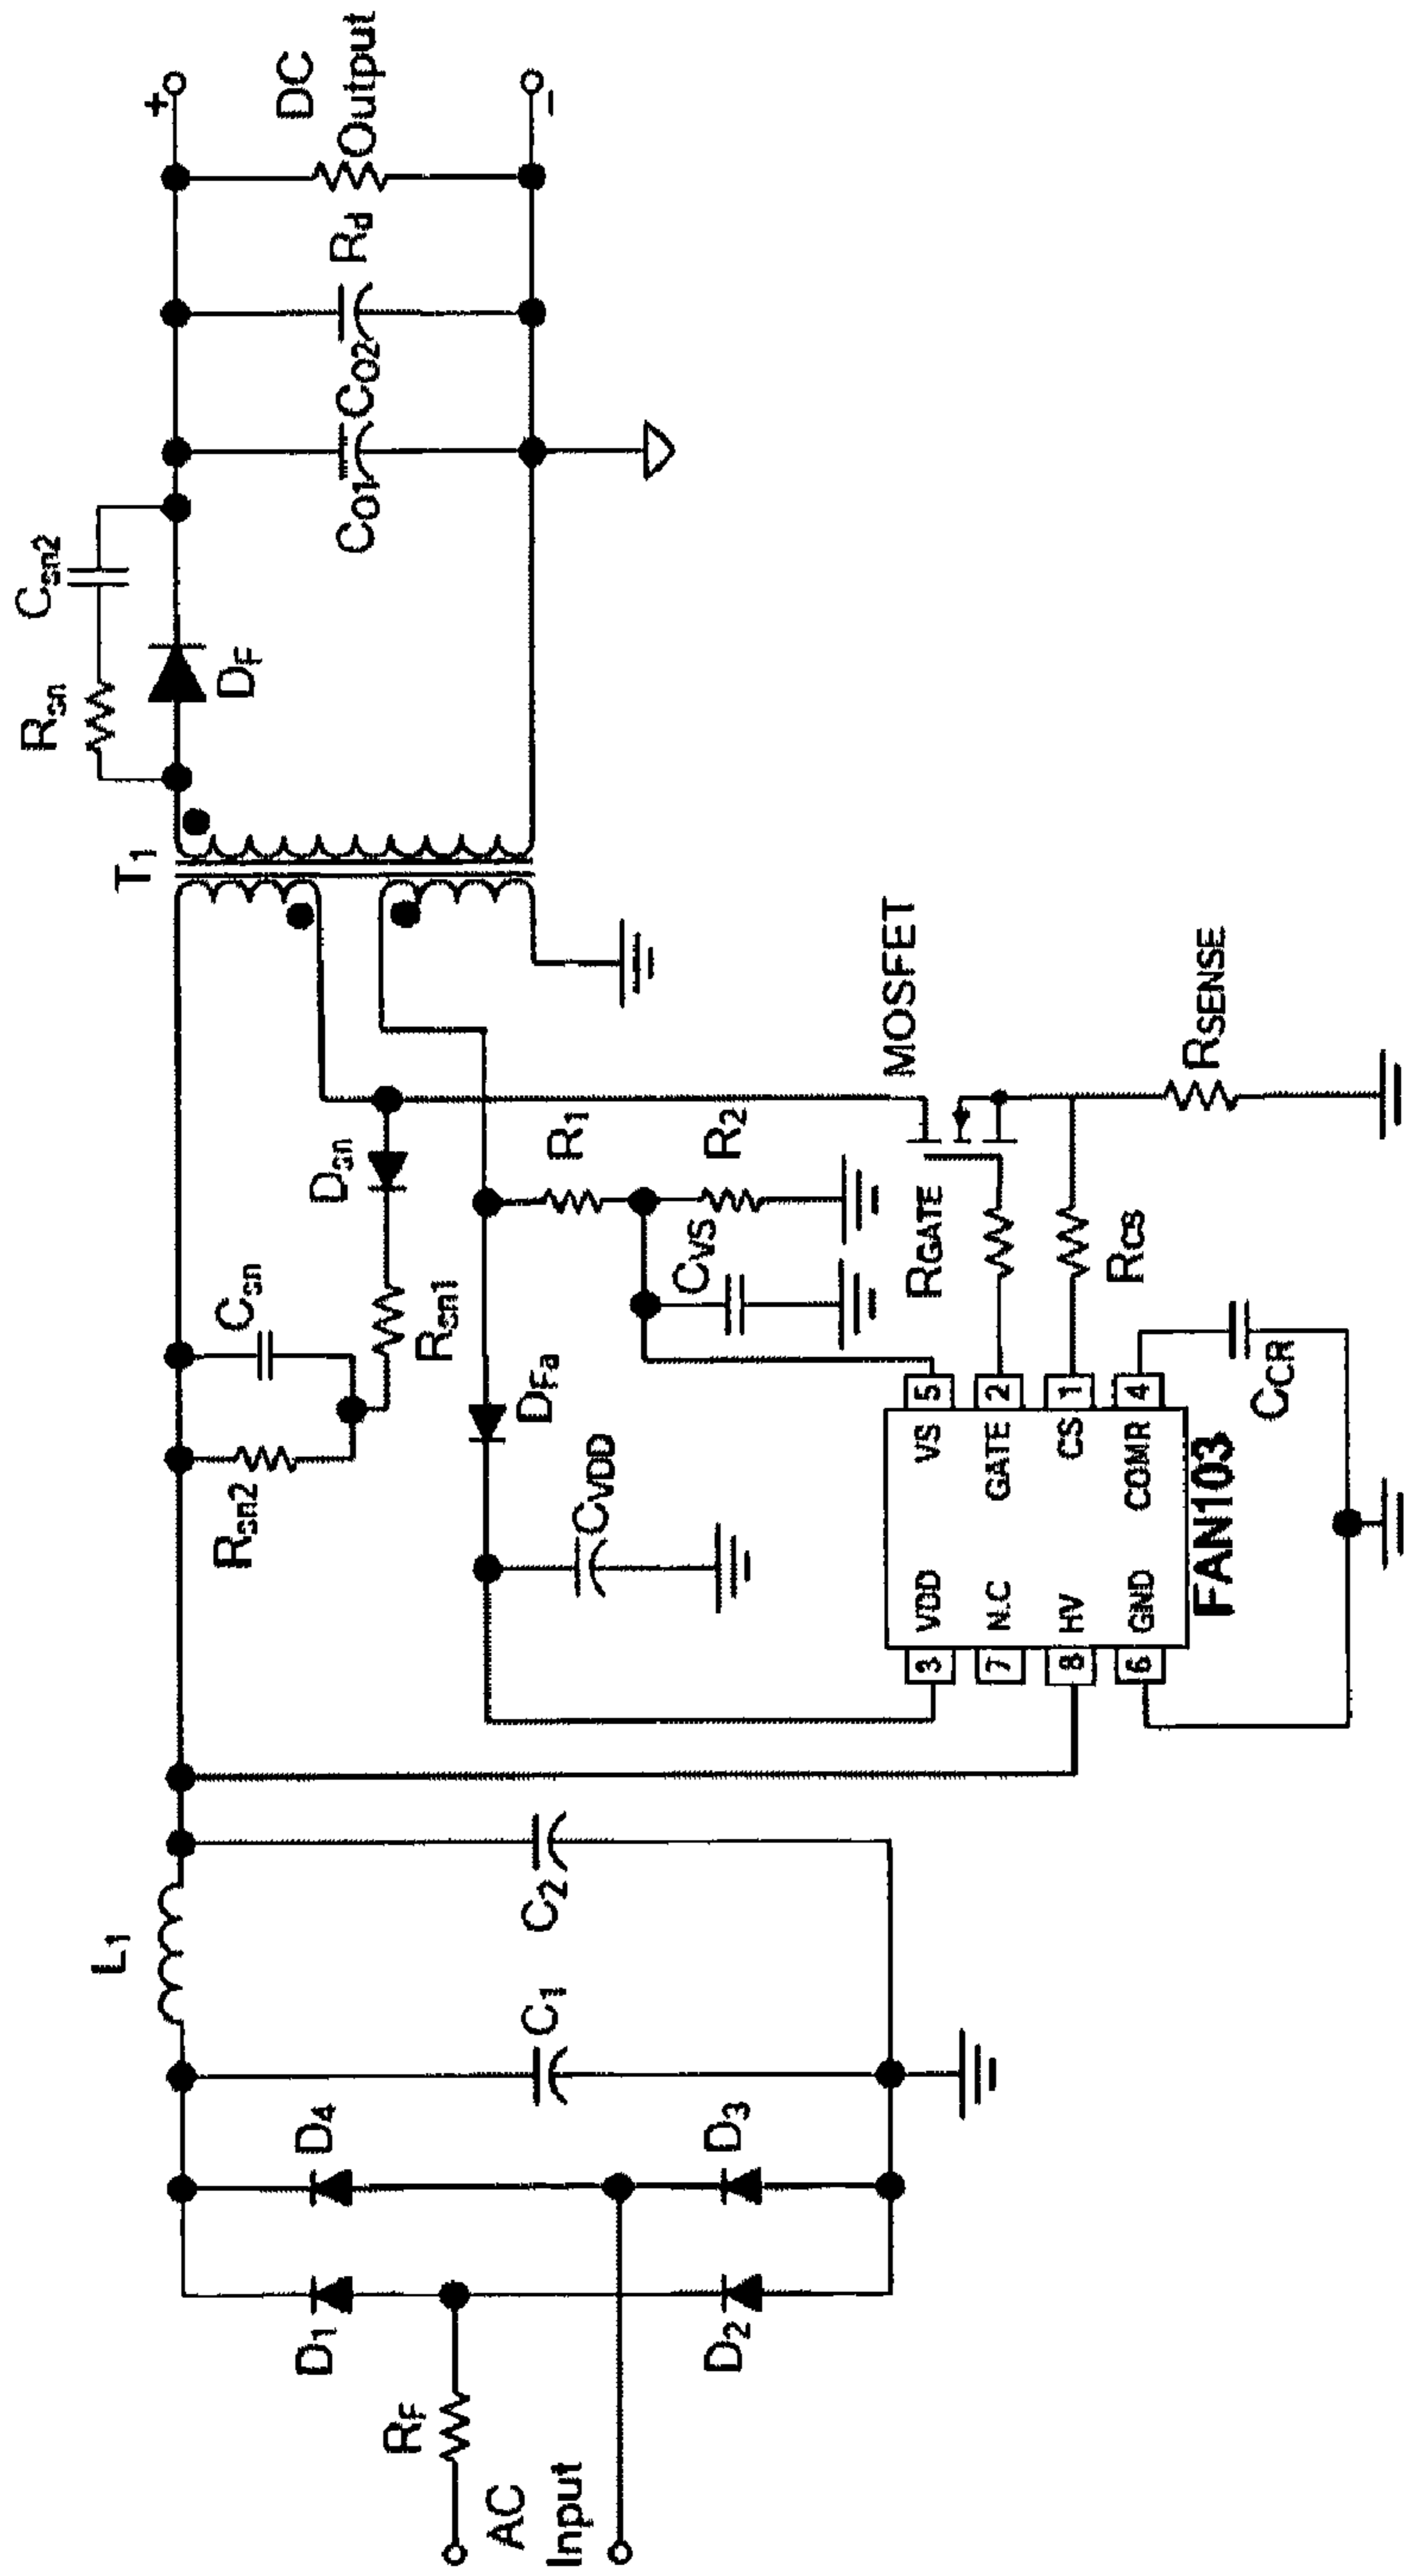 AC
Input
RF
D1
D2
D4
D3
C1
L1
C2
Rsn2
Csn
Rsn1
Dsn
T1
Rsn
Csn2
DF
CO1
CO2
Rd
+
DC
Output
-
CVDD
DFa
R1
CVS
R2
RGATE
MOSFET
3 VDD
VS 5
7 N.C
GATE 2
8 HV
CS 1
6 GND
COMR 4
FAN103
RCS
RSENSE
CCR